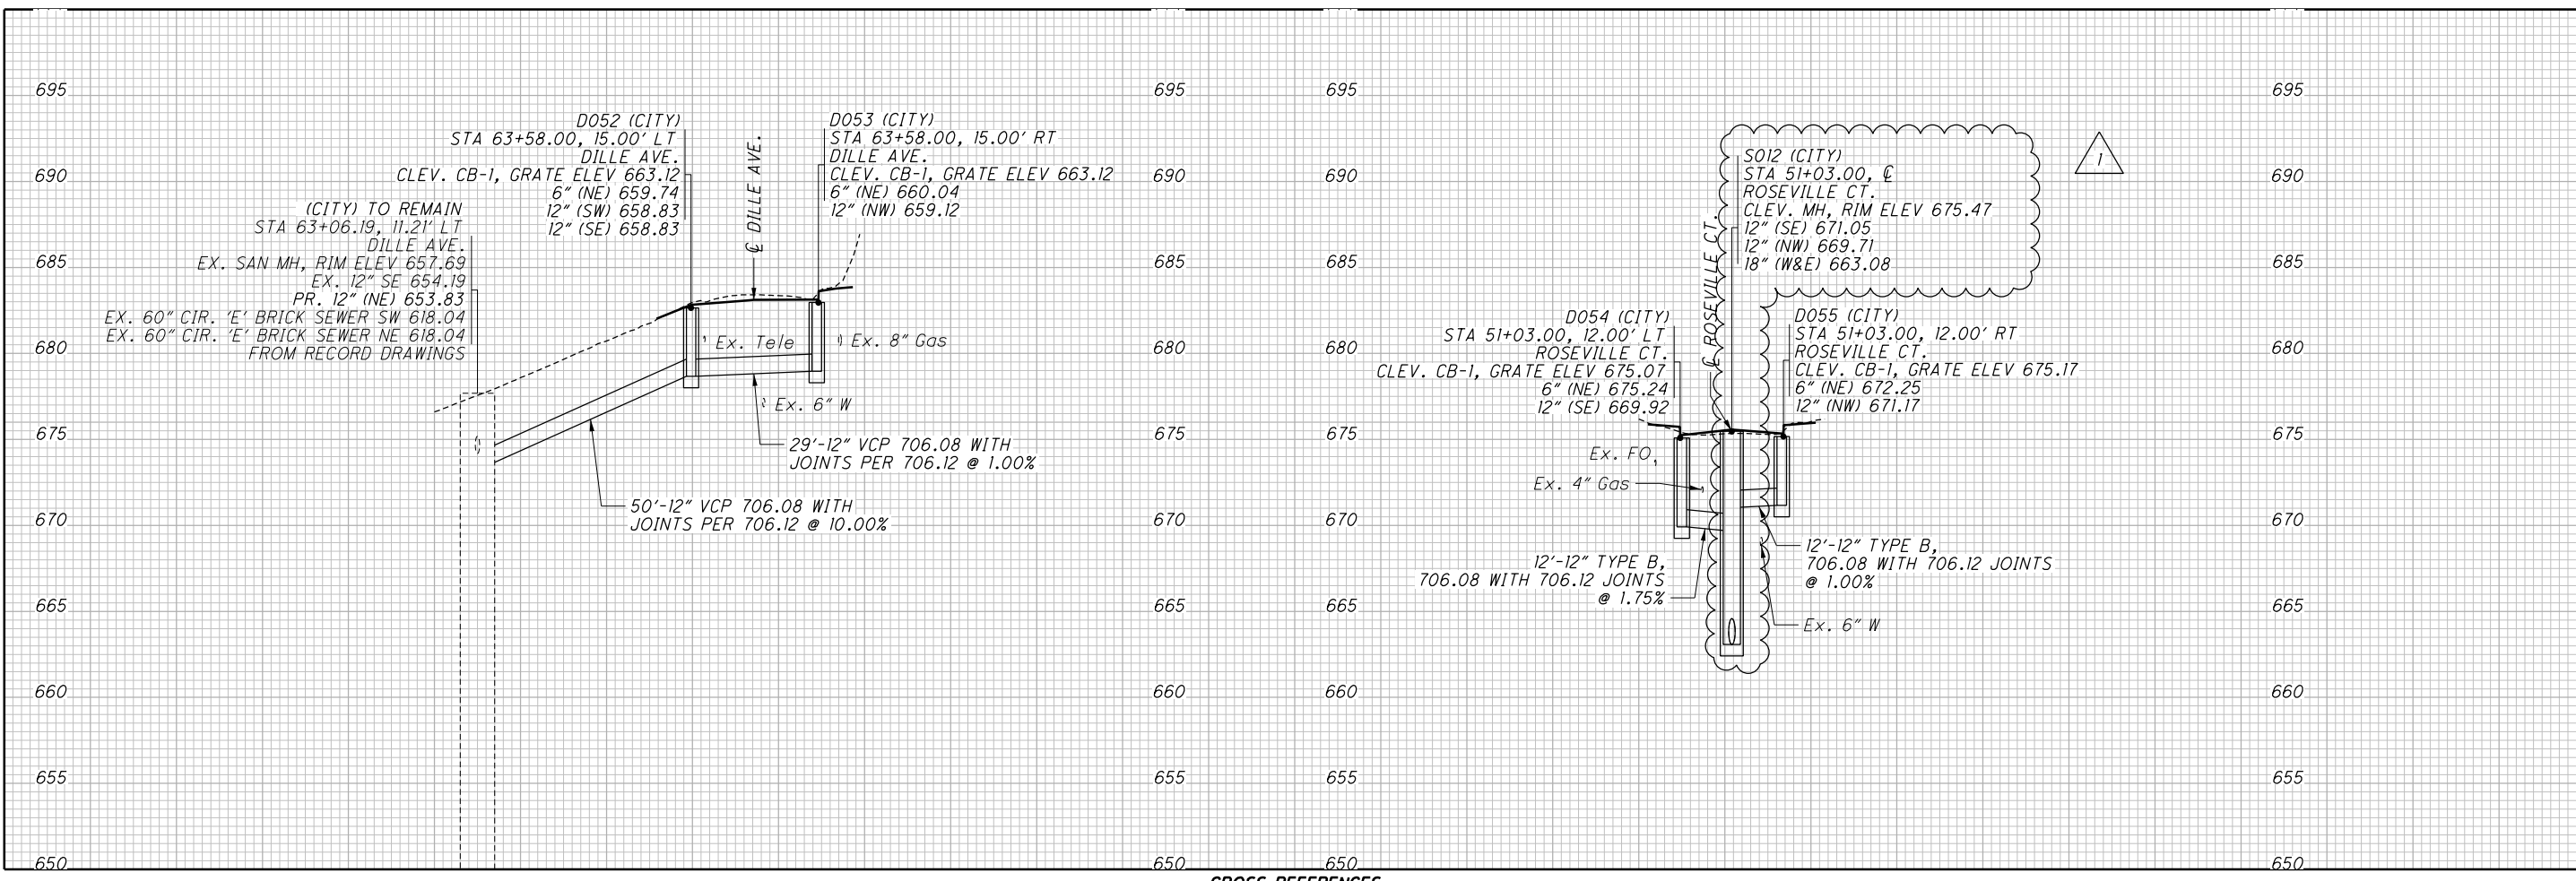 695
690
685
680
675
670
665
660
655
650
D052 (CITY)
STA 63+58.00, 15.00' LT
DILLE AVE.
CLEV. CB-1, GRATE ELEV 663.12
6" (NE) 659.74
12" (SW) 658.83
12" (SE) 658.83
(CITY) TO REMAIN
STA 63+06.19, 11.21' LT
DILLE AVE.
EX. SAN MH, RIM ELEV 657.69
EX. 12" SE 654.19
PR. 12" (NE) 653.83
EX. 60" CIR. 'E' BRICK SEWER SW 618.04
EX. 60" CIR. 'E' BRICK SEWER NE 618.04
FROM RECORD DRAWINGS
℄ DILLE AVE.
D053 (CITY)
STA 63+58.00, 15.00' RT
DILLE AVE.
CLEV. CB-1, GRATE ELEV 663.12
6" (NE) 660.04
12" (NW) 659.12
Ex. Tele
Ex. 8" Gas
Ex. 6" W
29'-12" VCP 706.08 WITH
JOINTS PER 706.12 @ 1.00%
50'-12" VCP 706.08 WITH
JOINTS PER 706.12 @ 10.00%
695
690
685
680
675
670
665
660
655
650
695
690
685
680
675
670
665
660
655
650
S012 (CITY)
STA 51+03.00, ℄
ROSEVILLE CT.
CLEV. MH, RIM ELEV 675.47
12" (SE) 671.05
12" (NW) 669.71
18" (W&E) 663.08
1
℄ ROSEVILLE CT.
D054 (CITY)
STA 51+03.00, 12.00' LT
ROSEVILLE CT.
CLEV. CB-1, GRATE ELEV 675.07
6" (NE) 675.24
12" (SE) 669.92
D055 (CITY)
STA 51+03.00, 12.00' RT
ROSEVILLE CT.
CLEV. CB-1, GRATE ELEV 675.17
6" (NE) 672.25
12" (NW) 671.17
Ex. FO
Ex. 4" Gas
12'-12" TYPE B,
706.08 WITH 706.12 JOINTS
@ 1.75%
12'-12" TYPE B,
706.08 WITH 706.12 JOINTS
@ 1.00%
Ex. 6" W
695
690
685
680
675
670
665
660
655
650
CROSS REFERENCES